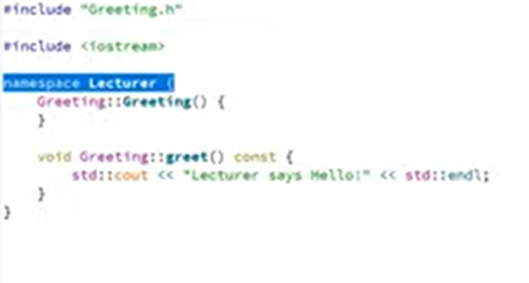 #include "Greeting.h"
#include <iostream>
namespace Lecturer {
Greeting::Greeting() {
}
void Greeting::greet() const {
std::cout << "Lecturer says Hello!" << std::endl;
}
}